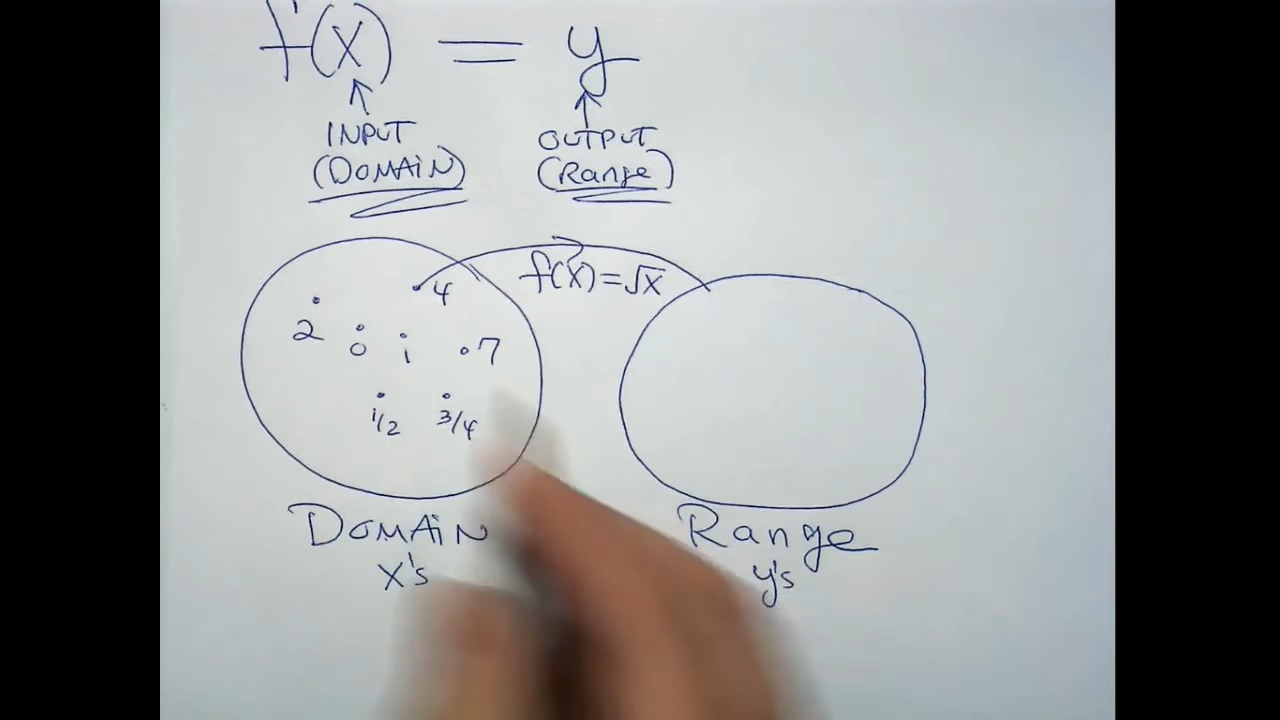 f(x) = y
INPUT OUTPUT
(DOMAIN) (Range)
f(x)=√x
4
2 0 1 7
1/2 3/4
DOMAIN Range
x's y's